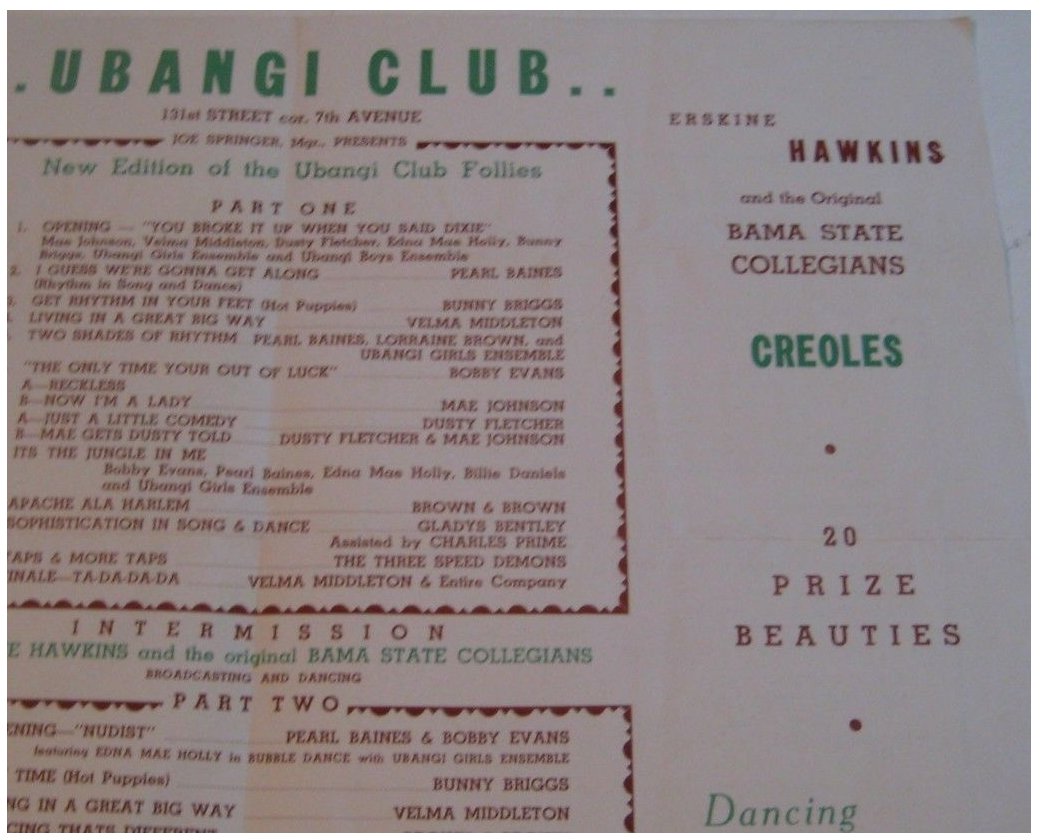 .UBANGI CLUB..
131st STREET cor. 7th AVENUE
JOE SPRINGER, Mgr., PRESENTS
New Edition of the Ubangi Club Follies
PART ONE
1. OPENING — "YOU BROKE IT UP WHEN YOU SAID DIXIE"
Mae Johnson, Velma Middleton, Dusty Fletcher, Edna Mae Holly, Bunny
Briggs, Ubangi Girls Ensemble and Ubangi Boys Ensemble
2. I GUESS WE'RE GONNA GET ALONG PEARL BAINES
(Rhythm in Song and Dance)
3. GET RHYTHM IN YOUR FEET (Hot Puppies) BUNNY BRIGGS
LIVING IN A GREAT BIG WAY VELMA MIDDLETON
TWO SHADES OF RHYTHM PEARL BAINES, LORRAINE BROWN, and
UBANGI GIRLS ENSEMBLE
"THE ONLY TIME YOUR OUT OF LUCK" BOBBY EVANS
A—RECKLESS
B—NOW I'M A LADY MAE JOHNSON
A—JUST A LITTLE COMEDY DUSTY FLETCHER
B—MAE GETS DUSTY TOLD DUSTY FLETCHER & MAE JOHNSON
ITS THE JUNGLE IN ME
Bobby Evans, Pearl Baines, Edna Mae Holly, Billie Daniels
and Ubangi Girls Ensemble
APACHE ALA HARLEM BROWN & BROWN
SOPHISTICATION IN SONG & DANCE GLADYS BENTLEY
Assisted by CHARLES PRIME
TAPS & MORE TAPS THE THREE SPEED DEMONS
INALE—TA-DA-DA-DA VELMA MIDDLETON & Entire Company
INTERMISSION
E HAWKINS and the original BAMA STATE COLLEGIANS
BROADCASTING AND DANCING
PART TWO
ENING—"NUDIST" PEARL BAINES & BOBBY EVANS
featuring EDNA MAE HOLLY in BUBBLE DANCE with UBANGI GIRLS ENSEMBLE
TIME (Hot Puppies) BUNNY BRIGGS
NG IN A GREAT BIG WAY VELMA MIDDLETON
CING THATS DIFFERENT
ERSKINE
HAWKINS
and the Original
BAMA STATE
COLLEGIANS
CREOLES
20
PRIZE
BEAUTIES
Dancing